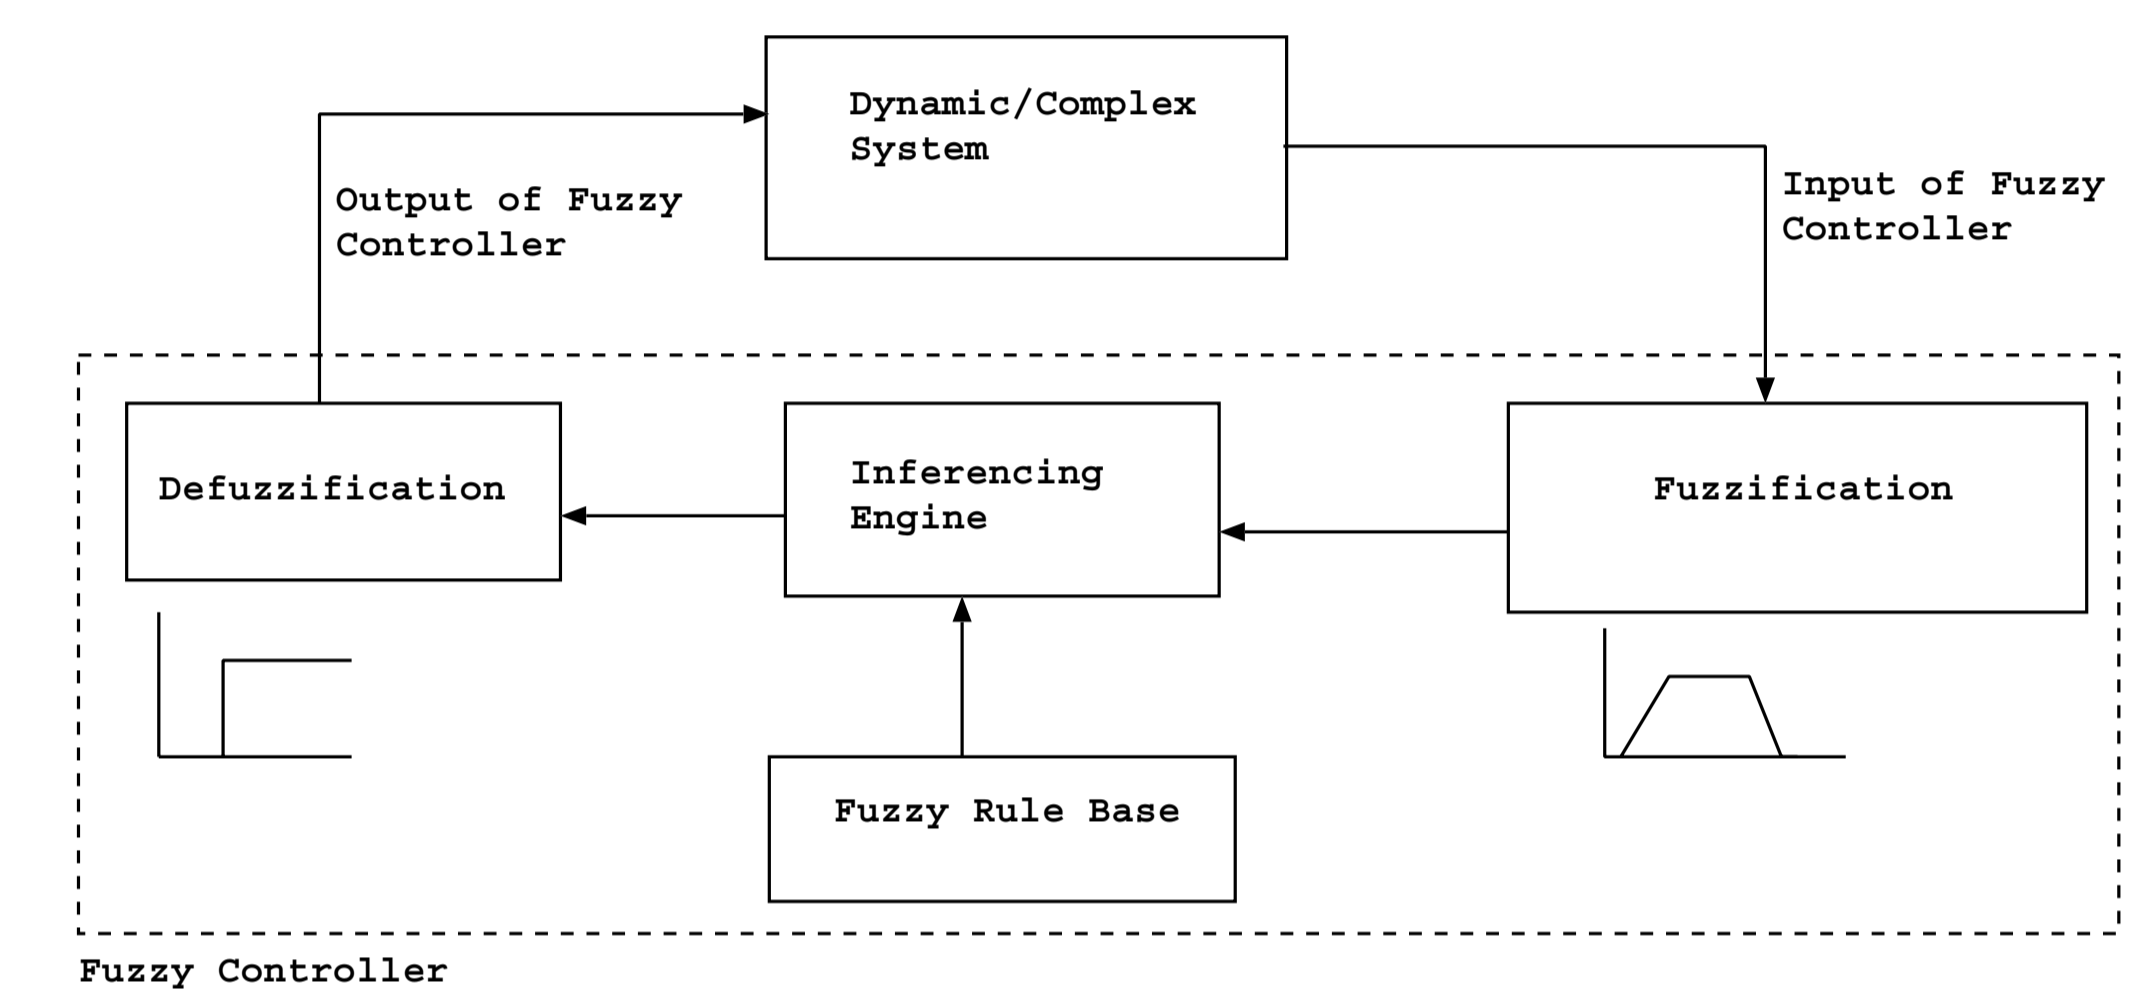 Dynamic/Complex
System
Output of Fuzzy
Controller
Input of Fuzzy
Controller
Defuzzification
Inferencing
Engine
Fuzzification
Fuzzy Rule Base
Fuzzy Controller